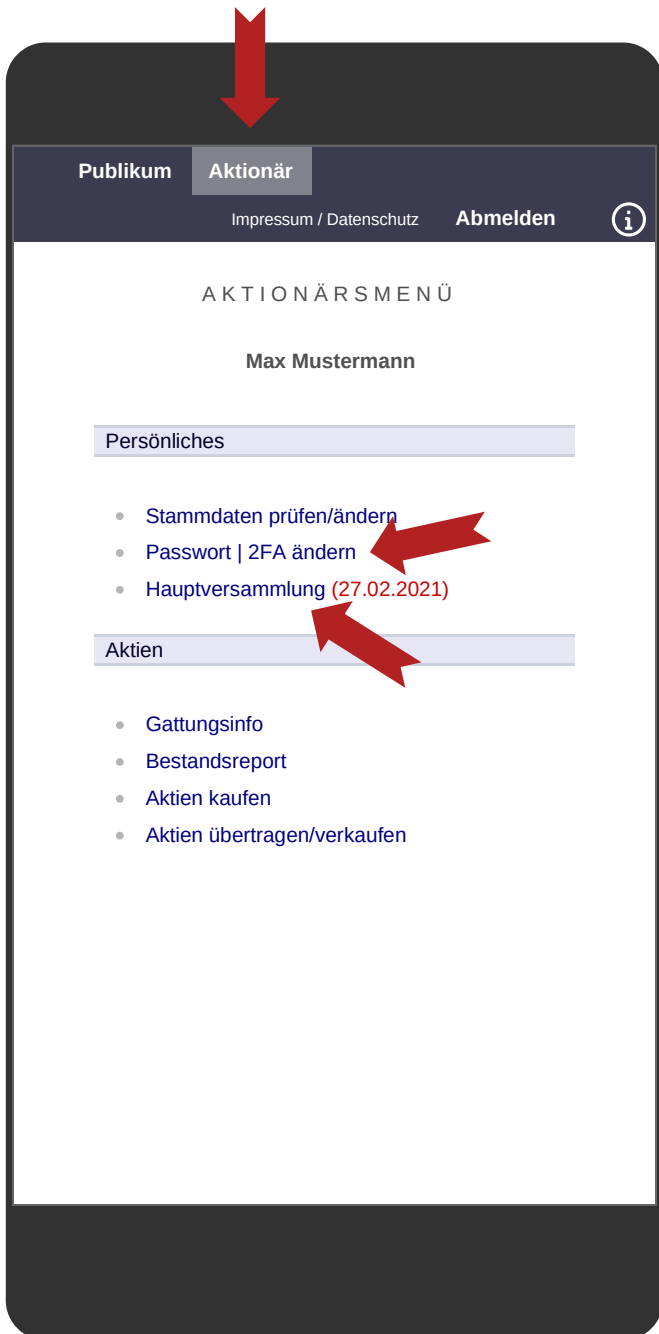 Publikum Aktionär
Impressum / Datenschutz Abmelden
AKTIONÄRSMENÜ
Max Mustermann
Persönliches
Stammdaten prüfen/ändern
Passwort | 2FA ändern
Hauptversammlung (27.02.2021)
Aktien
Gattungsinfo
Bestandsreport
Aktien kaufen
Aktien übertragen/verkaufen